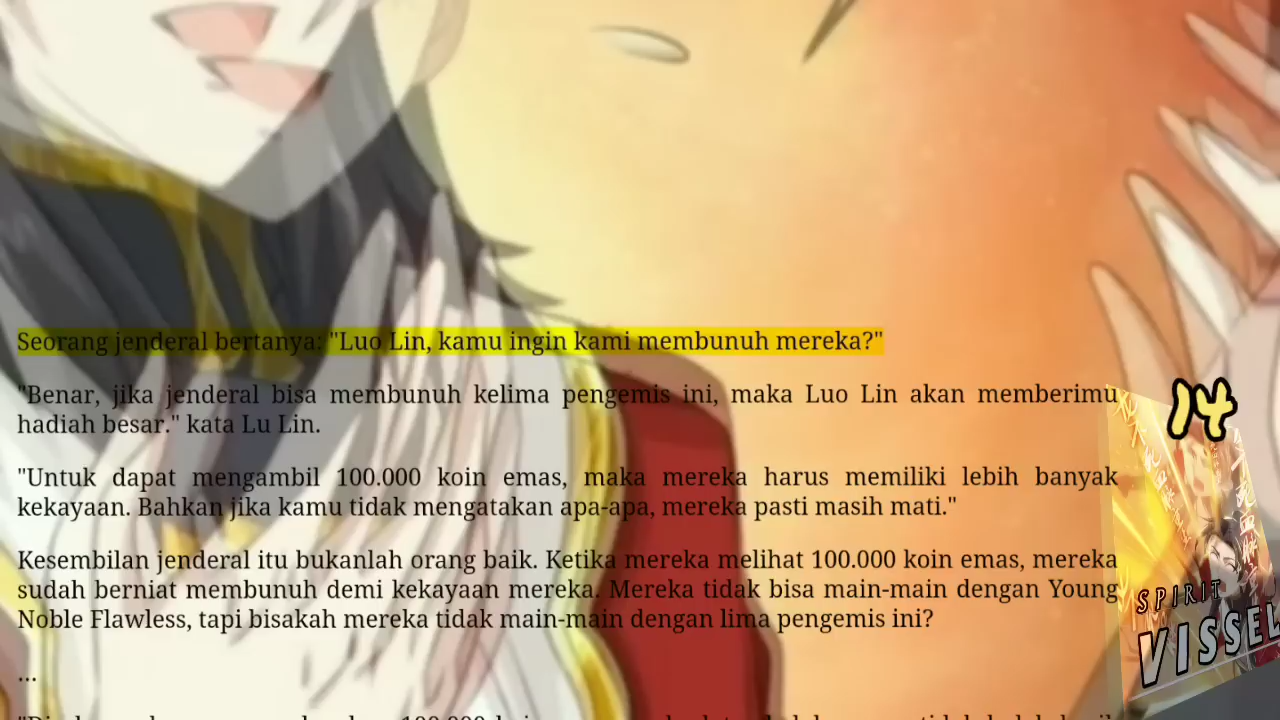 Seorang jenderal bertanya: "Luo Lin, kamu ingin kami membunuh mereka?"
"Benar, jika jenderal bisa membunuh kelima pengemis ini, maka Luo Lin akan memberimu
hadiah besar." kata Lu Lin.
"Untuk dapat mengambil 100.000 koin emas, maka mereka harus memiliki lebih banyak
kekayaan. Bahkan jika kamu tidak mengatakan apa-apa, mereka pasti masih mati."
Kesembilan jenderal itu bukanlah orang baik. Ketika mereka melihat 100.000 koin emas, mereka
sudah berniat membunuh demi kekayaan mereka. Mereka tidak bisa main-main dengan Young
Noble Flawless, tapi bisakah mereka tidak main-main dengan lima pengemis ini?
...
14
SPIRIT
VISSEL